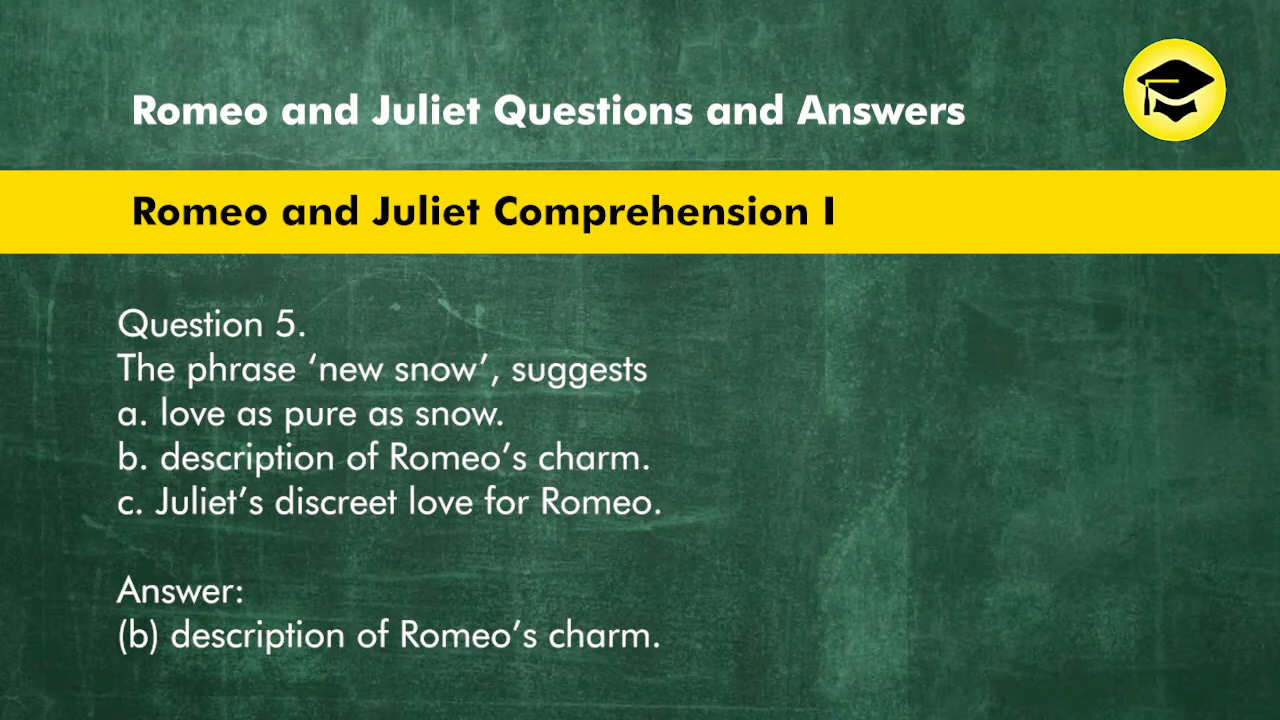 Romeo and Juliet Questions and Answers
Romeo and Juliet Comprehension I
Question 5.
The phrase ‘new snow’, suggests
a. love as pure as snow.
b. description of Romeo’s charm.
c. Juliet’s discreet love for Romeo.
Answer:
(b) description of Romeo’s charm.